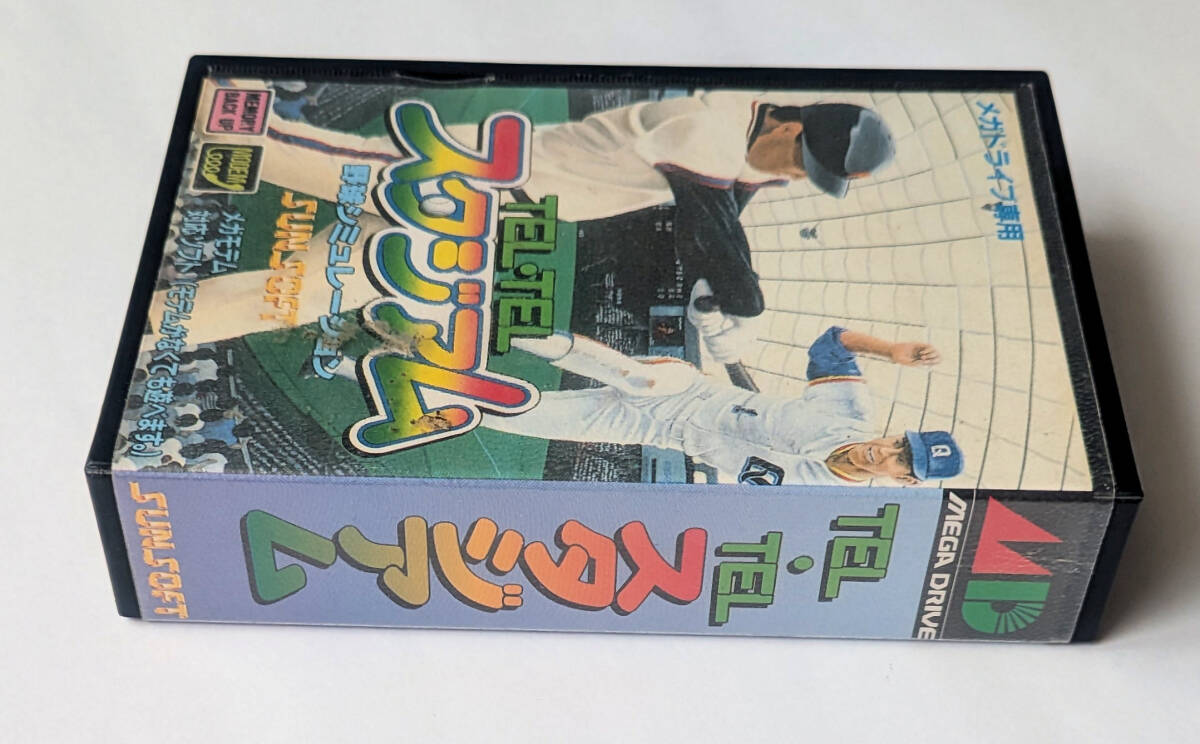 メガドライブ専用
TEL・TEL
スタジアム
野球シミュレーション
SUNSOFT
MEMORY
BACK UP
MODEM
メガモデム
対応ソフト(モデムがなくても遊べます。)
MEGA DRIVE
TEL・TEL
スタジアム
SUNSOFT